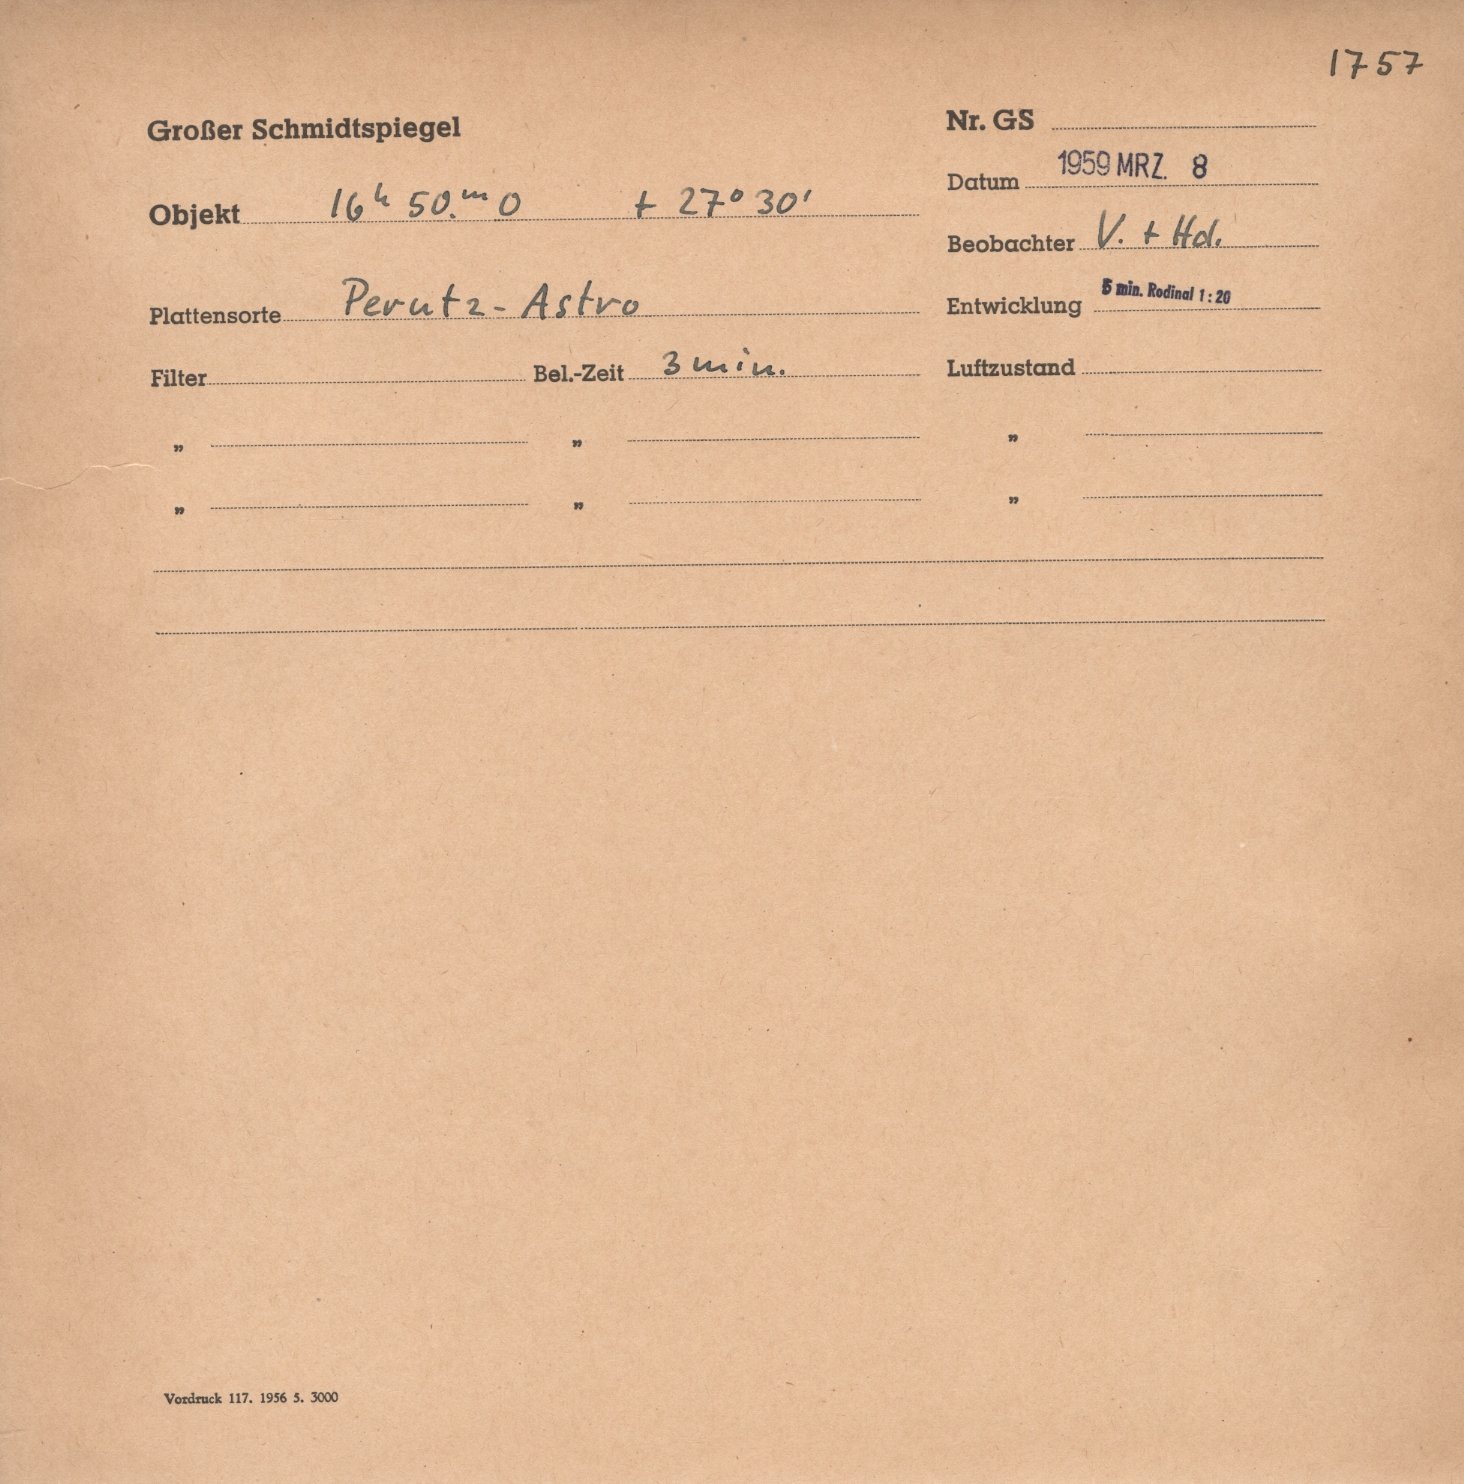 1757
Großer Schmidtspiegel
Nr. GS
Datum 1959 MRZ. 8
Objekt 16ʰ 50.ᵐ0 + 27° 30'
Beobachter V. + Hd.
Plattensorte Perutz-Astro
Entwicklung 5 min. Rodinal 1:20
Filter Bel.-Zeit 3 min. Luftzustand
„ „ „
„ „ „
Vordruck 117. 1956 5. 3000